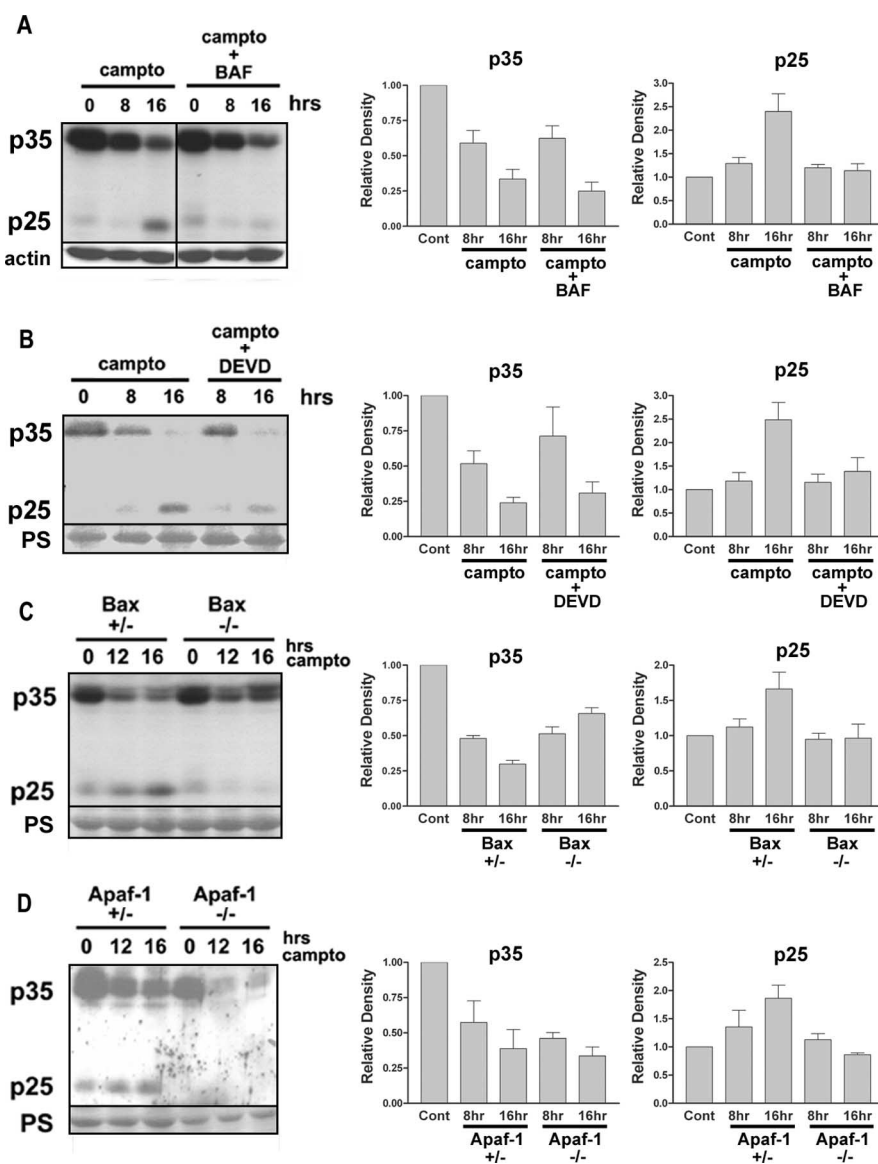 A
campto
campto
+
BAF
0 8 16 0 8 16 hrs
p35
p25
actin
p35
Relative Density
1.00
0.75
0.50
0.25
0.00
Cont 8hr 16hr 8hr 16hr
campto campto
+
BAF
p25
Relative Density
3.0
2.5
2.0
1.5
1.0
0.5
0.0
Cont 8hr 16hr 8hr 16hr
campto campto
+
BAF
B
campto
campto
+
DEVD
0 8 16 8 16 hrs
p35
p25
PS
p35
Relative Density
1.00
0.75
0.50
0.25
0.00
Cont 8hr 16hr 8hr 16hr
campto campto
+
DEVD
p25
Relative Density
3.0
2.5
2.0
1.5
1.0
0.5
0.0
Cont 8hr 16hr 8hr 16hr
campto campto
+
DEVD
C
Bax Bax
+/- -/-
0 12 16 0 12 16 hrs
campto
p35
p25
PS
p35
Relative Density
1.00
0.75
0.50
0.25
0.00
Cont 8hr 16hr 8hr 16hr
Bax Bax
+/- -/-
p25
Relative Density
2.0
1.5
1.0
0.5
0.0
Cont 8hr 16hr 8hr 16hr
Bax Bax
+/- -/-
D
Apaf-1 Apaf-1
+/- -/-
0 12 16 0 12 16 hrs
campto
p35
p25
PS
p35
Relative Density
1.00
0.75
0.50
0.25
0.00
Cont 8hr 16hr 8hr 16hr
Apaf-1 Apaf-1
+/- -/-
p25
Relative Density
2.5
2.0
1.5
1.0
0.5
0.0
Cont 8hr 16hr 8hr 16hr
Apaf-1 Apaf-1
+/- -/-